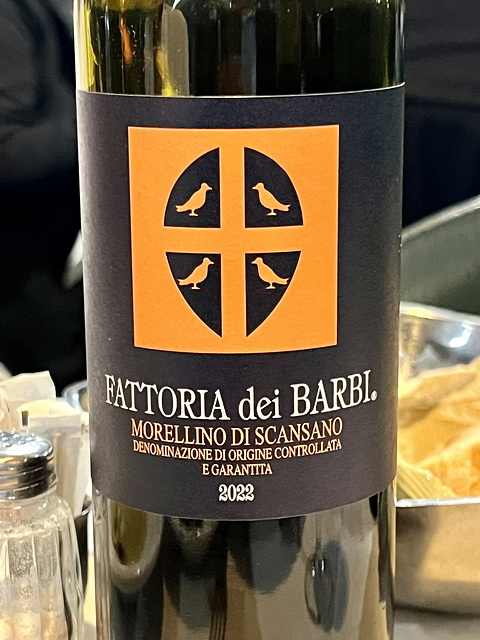 FATTORIA dei BARBI®
MORELLINO DI SCANSANO
DENOMINAZIONE DI ORIGINE CONTROLLATA
E GARANTITA
2022